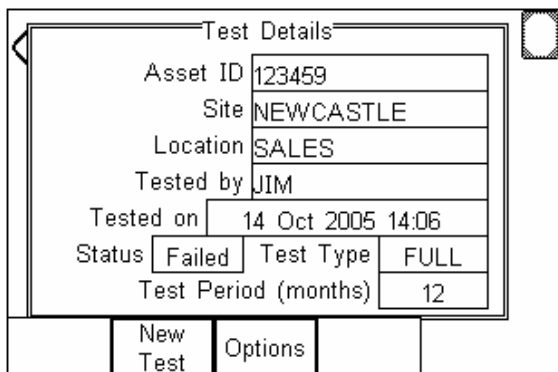 Test Details
Asset ID 123459
Site NEWCASTLE
Location SALES
Tested by JIM
Tested on 14 Oct 2005 14:06
Status Failed Test Type FULL
Test Period (months) 12
New Test Options